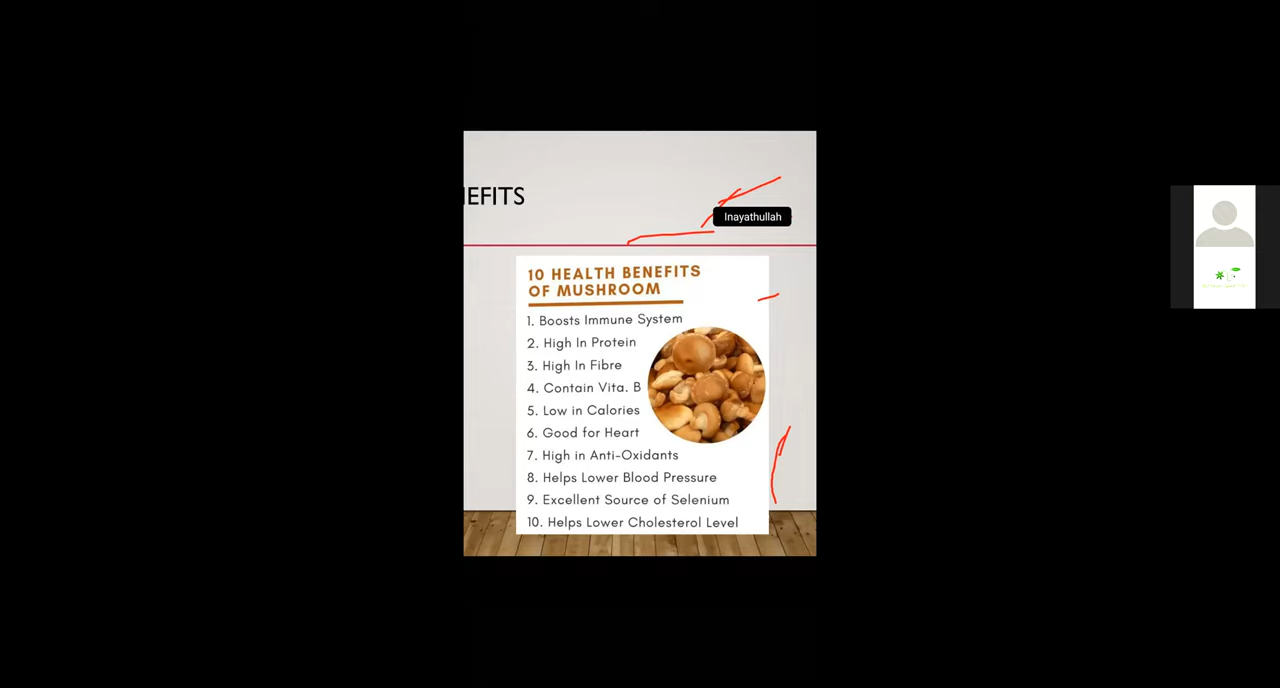 IEFITS
Inayathullah
10 HEALTH BENEFITS
OF MUSHROOM
1. Boosts Immune System
2. High In Protein
3. High In Fibre
4. Contain Vita. B
5. Low in Calories
6. Good for Heart
7. High in Anti-Oxidants
8. Helps Lower Blood Pressure
9. Excellent Source of Selenium
10. Helps Lower Cholesterol Level